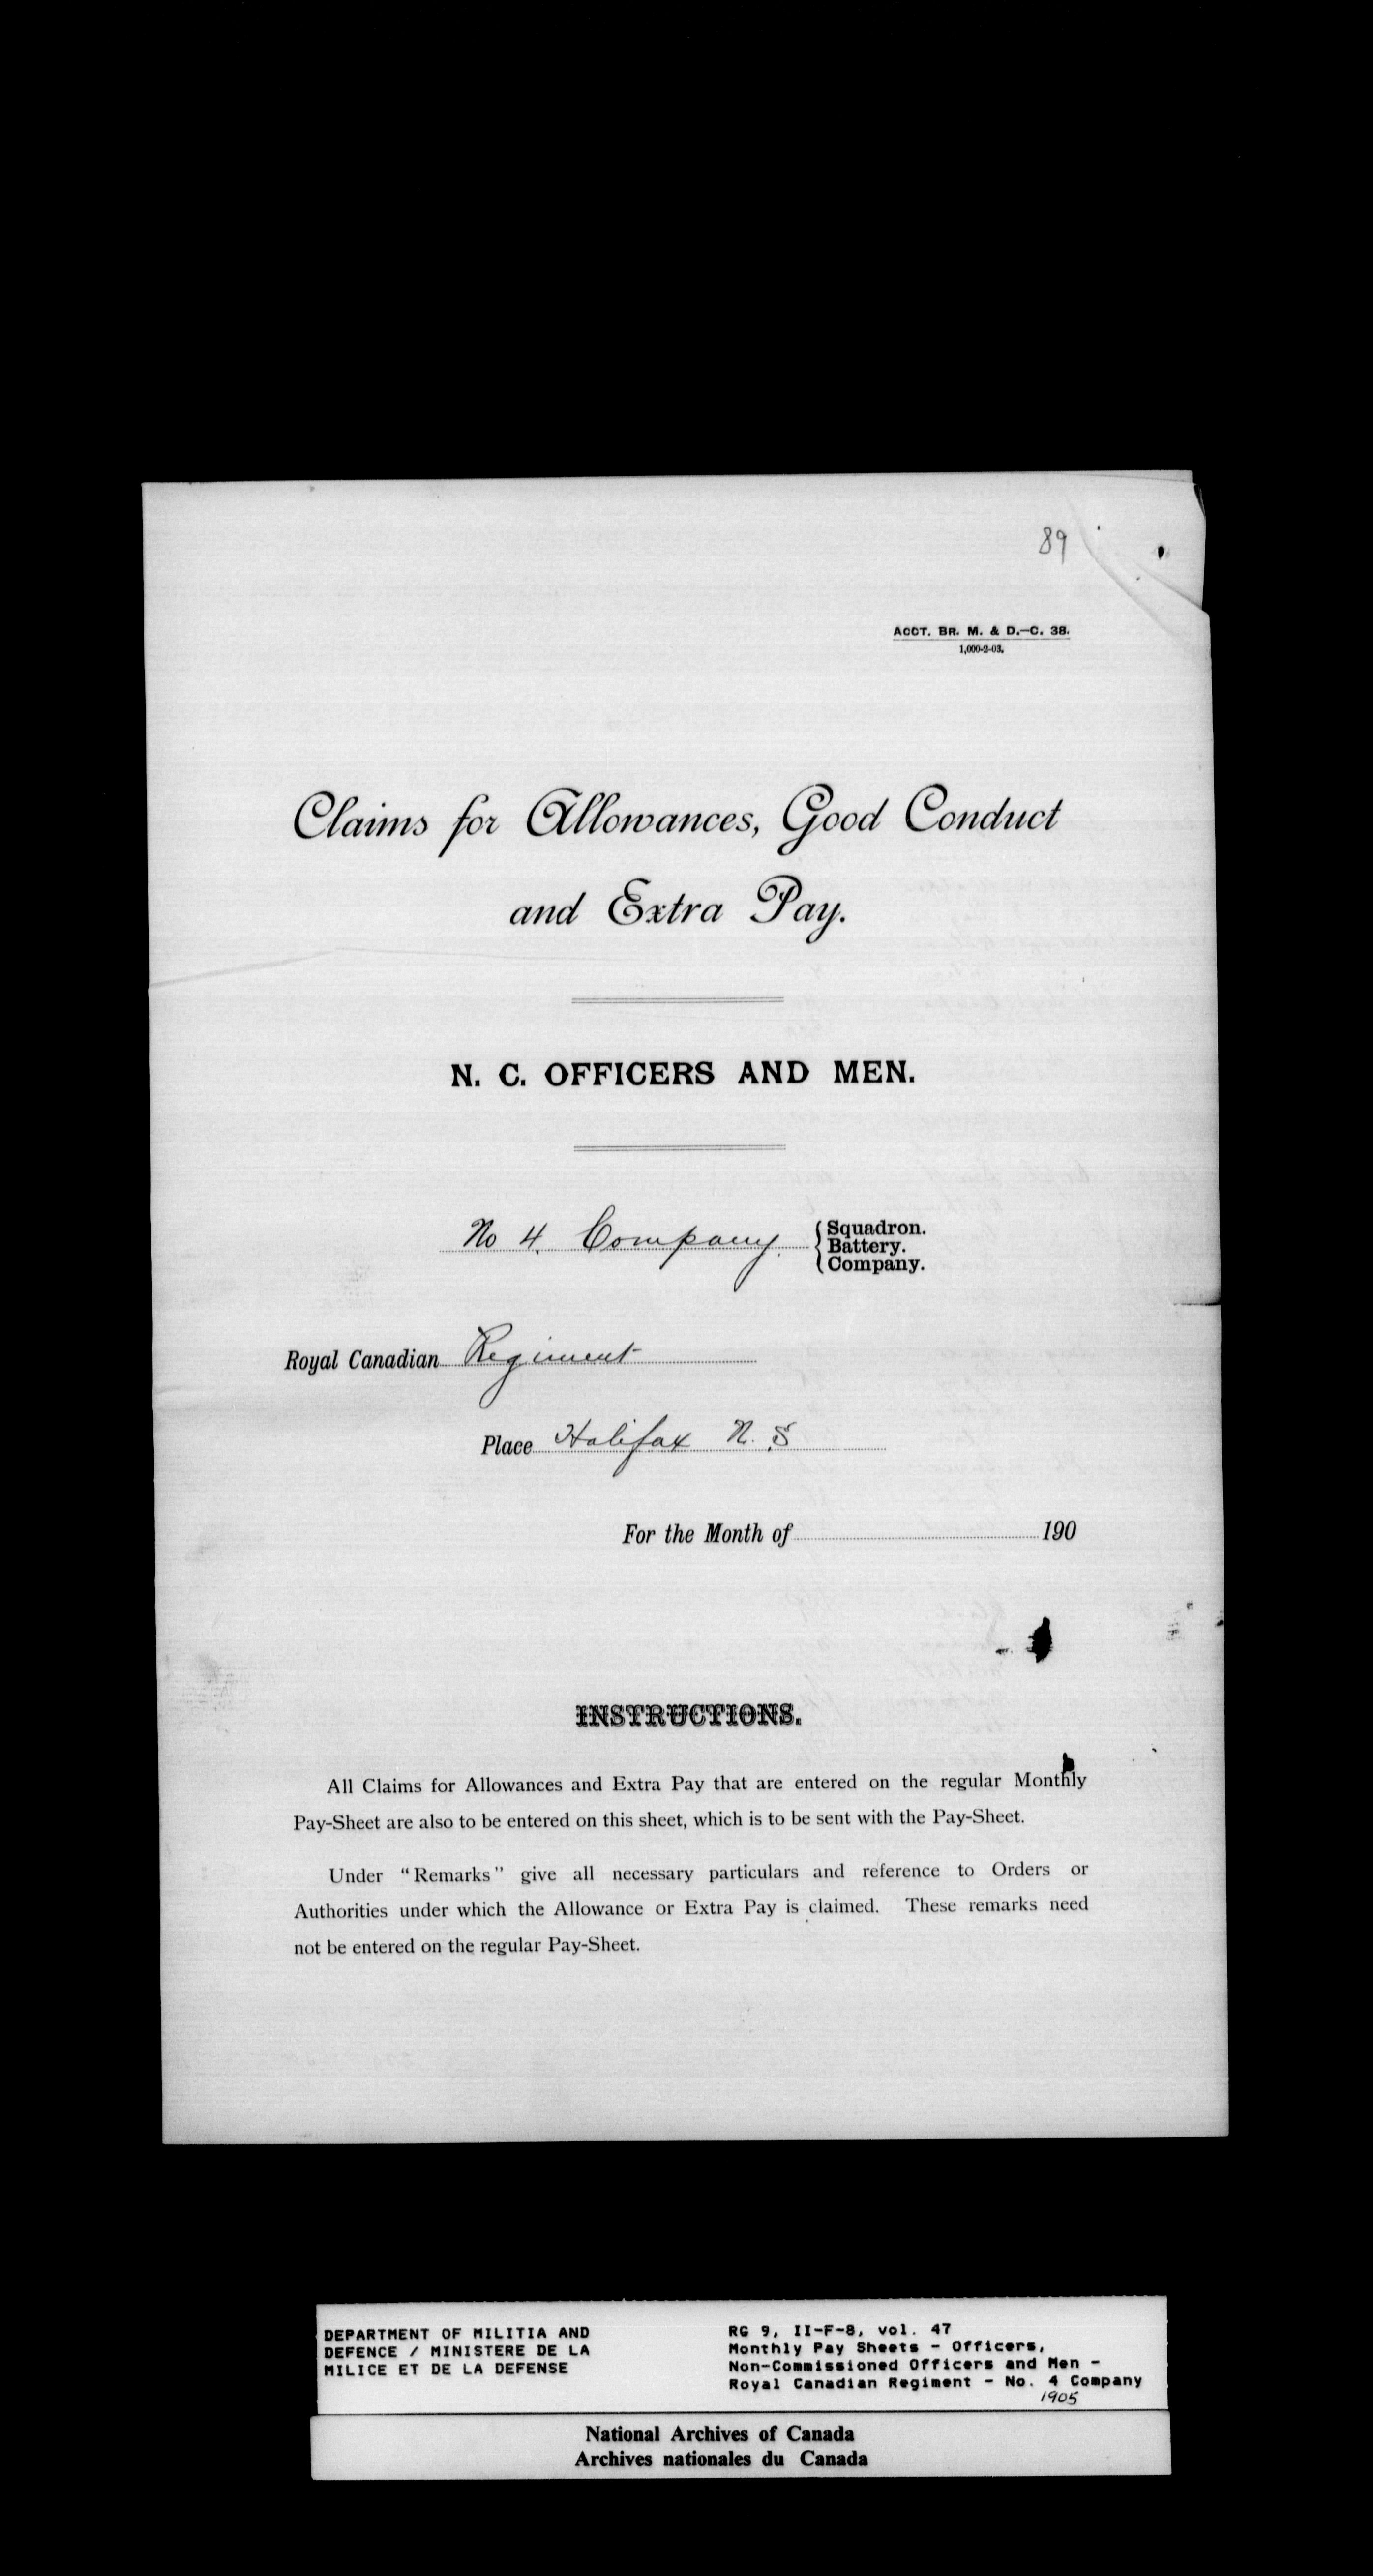 89
ACCT. BR. M. & D.—C. 38.
1,000-2-03.
Claims for Allowances, Good Conduct
and Extra Pay.
N. C. OFFICERS AND MEN.
No 4. Company. { Squadron.
Battery.
Company.
Royal Canadian Regiment
Place Halifax N. S
For the Month of 190
INSTRUCTIONS.
All Claims for Allowances and Extra Pay that are entered on the regular Monthly
Pay-Sheet are also to be entered on this sheet, which is to be sent with the Pay-Sheet.
Under "Remarks" give all necessary particulars and reference to Orders or
Authorities under which the Allowance or Extra Pay is claimed. These remarks need
not be entered on the regular Pay-Sheet.
DEPARTMENT OF MILITIA AND
DEFENCE / MINISTERE DE LA
MILICE ET DE LA DEFENSE
RG 9, II-F-8, vol. 47
Monthly Pay Sheets - Officers,
Non-Commissioned Officers and Men -
Royal Canadian Regiment - No. 4 Company
1905
National Archives of Canada
Archives nationales du Canada